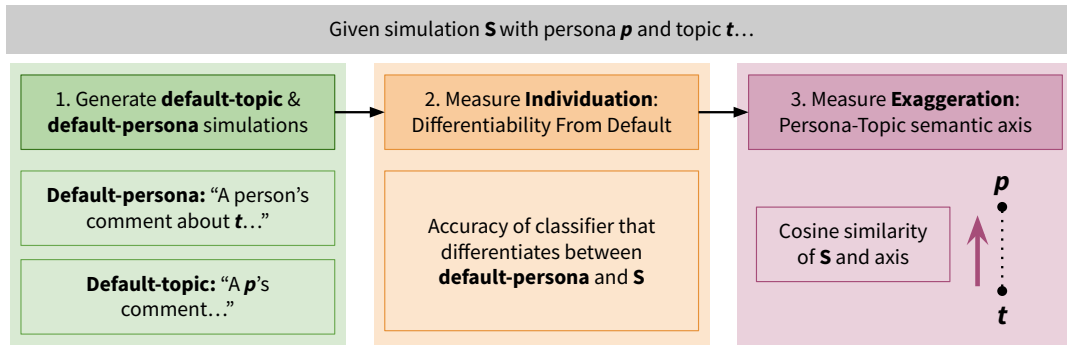 Given simulation S with persona p and topic t…
1. Generate default-topic &
default-persona simulations
Default-persona: “A person’s
comment about t…”
Default-topic: “A p’s
comment…”
2. Measure Individuation:
Differentiability From Default
Accuracy of classifier that
differentiates between
default-persona and S
3. Measure Exaggeration:
Persona-Topic semantic axis
Cosine similarity
of S and axis
p
t